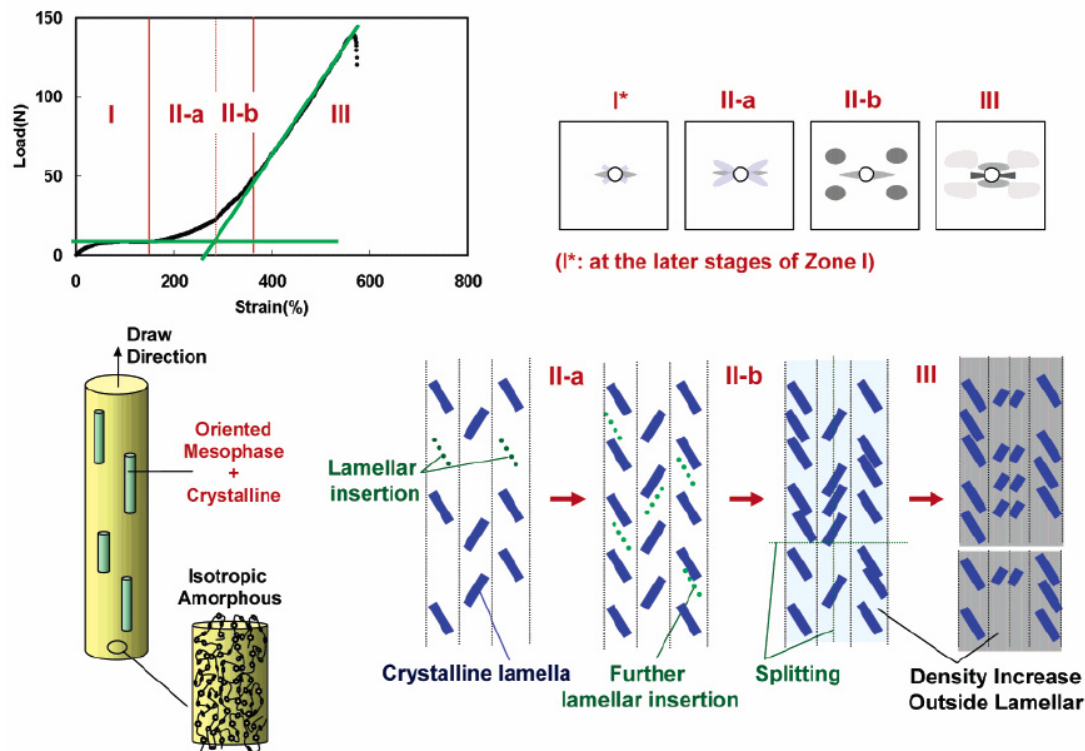 150
100
50
0
Load(N)
I
II-a
II-b
III
0
200
400
600
800
Strain(%)
I*
II-a
II-b
III
(I*: at the later stages of Zone I)
Draw
Direction
Oriented
Mesophase
+
Crystalline
Isotropic
Amorphous
Lamellar
insertion
II-a
II-b
III
Crystalline lamella
Further
lamellar insertion
Splitting
Density Increase
Outside Lamellar